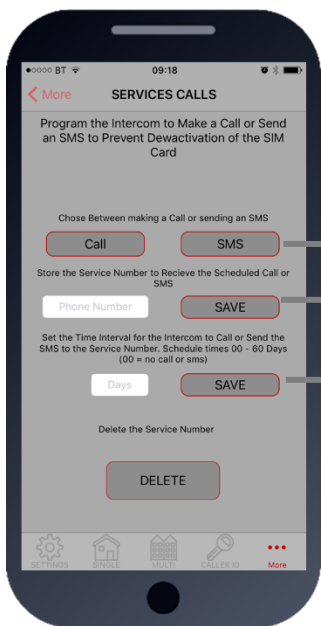 BT 09:18
More SERVICES CALLS
Program the Intercom to Make a Call or Send
an SMS to Prevent Dewactivation of the SIM
Card
Chose Between making a Call or sending an SMS
Call SMS
Store the Service Number to Recieve the Scheduled Call or
SMS
Phone Number SAVE
Set the Time Interval for the Intercom to Call or Send the
SMS to the Service Number. Schedule times 00 - 60 Days
(00 = no call or sms)
Days SAVE
Delete the Service Number
DELETE
SETTINGS SINGLE MULTI CALLER ID More